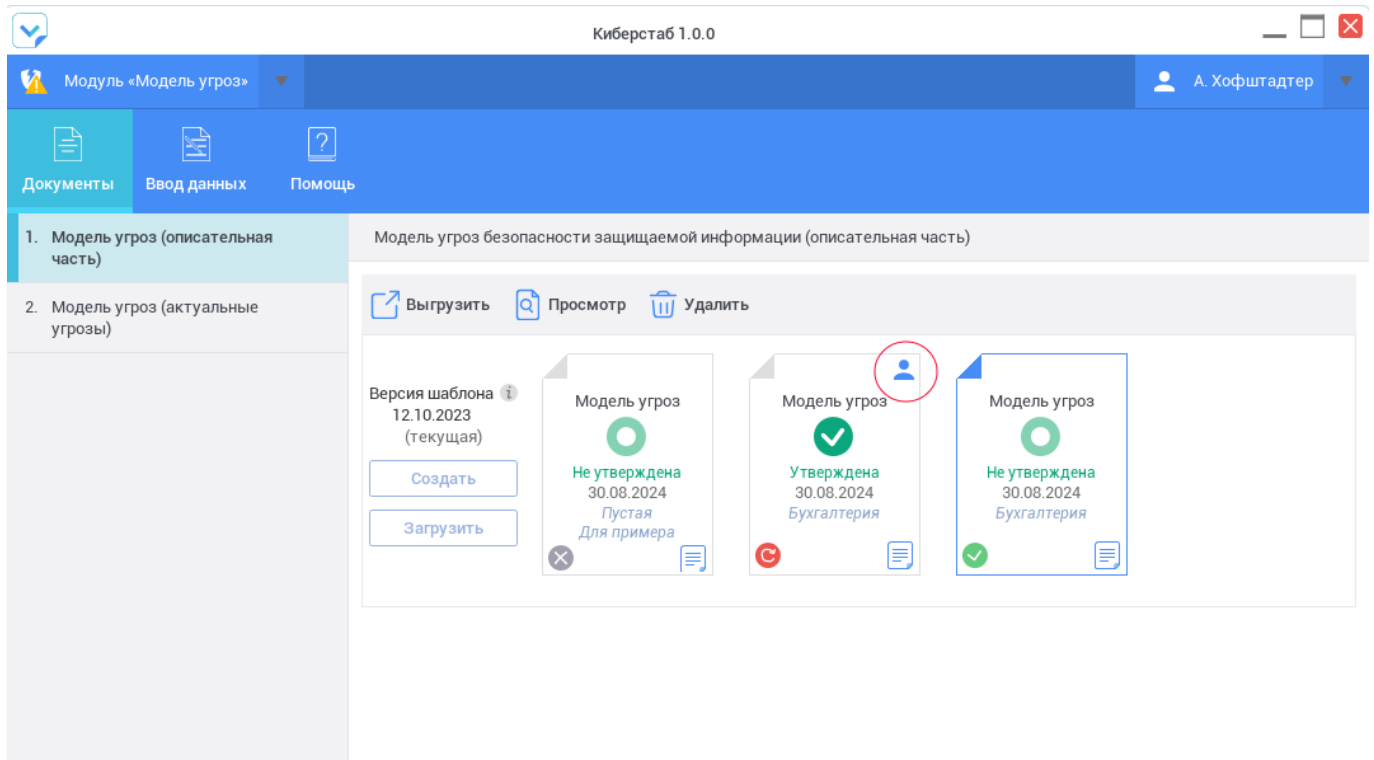 Киберстаб 1.0.0
Модуль «Модель угроз»
А. Хофштадтер
Документы
Ввод данных
Помощь
1. Модель угроз (описательная
часть)
2. Модель угроз (актуальные
угрозы)
Модель угроз безопасности защищаемой информации (описательная часть)
Выгрузить
Просмотр
Удалить
Версия шаблона i
12.10.2023
(текущая)
Создать
Загрузить
Модель угроз
Не утверждена
30.08.2024
Пустая
Для примера
Модель угроз
Утверждена
30.08.2024
Бухгалтерия
Модель угроз
Не утверждена
30.08.2024
Бухгалтерия